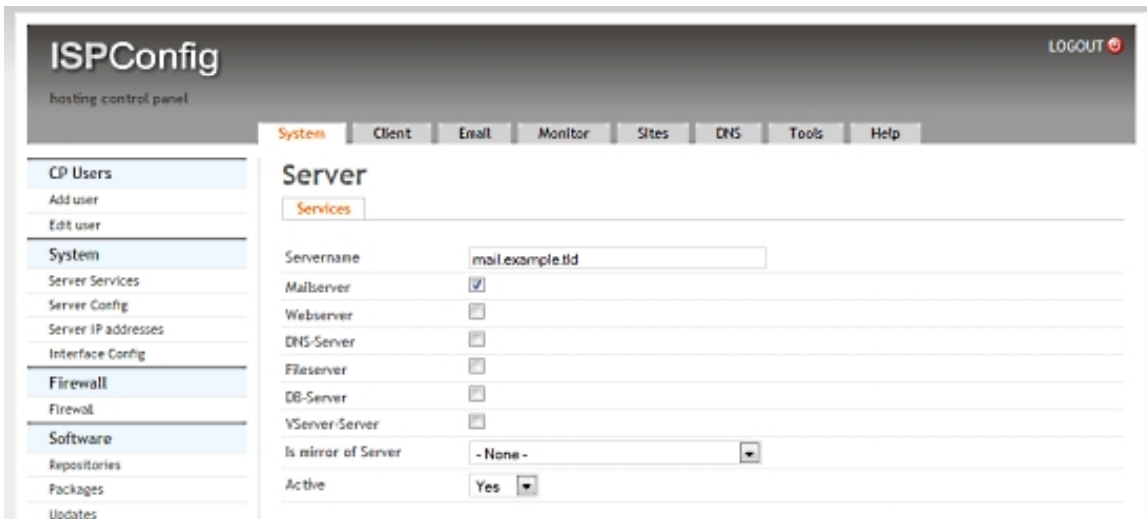 ISPConfig
LOGOUT
hosting control panel
System Client Email Monitor Sites DNS Tools Help
CP Users
Add user
Edit user
System
Server Services
Server Config
Server IP addresses
Interface Config
Firewall
Firewall
Software
Repositories
Packages
Updates
Server
Services
Servername mail.example.tld
Mailserver
Webserver
DNS-Server
Fileserver
DB-Server
VServer-Server
Is mirror of Server - None -
Active Yes